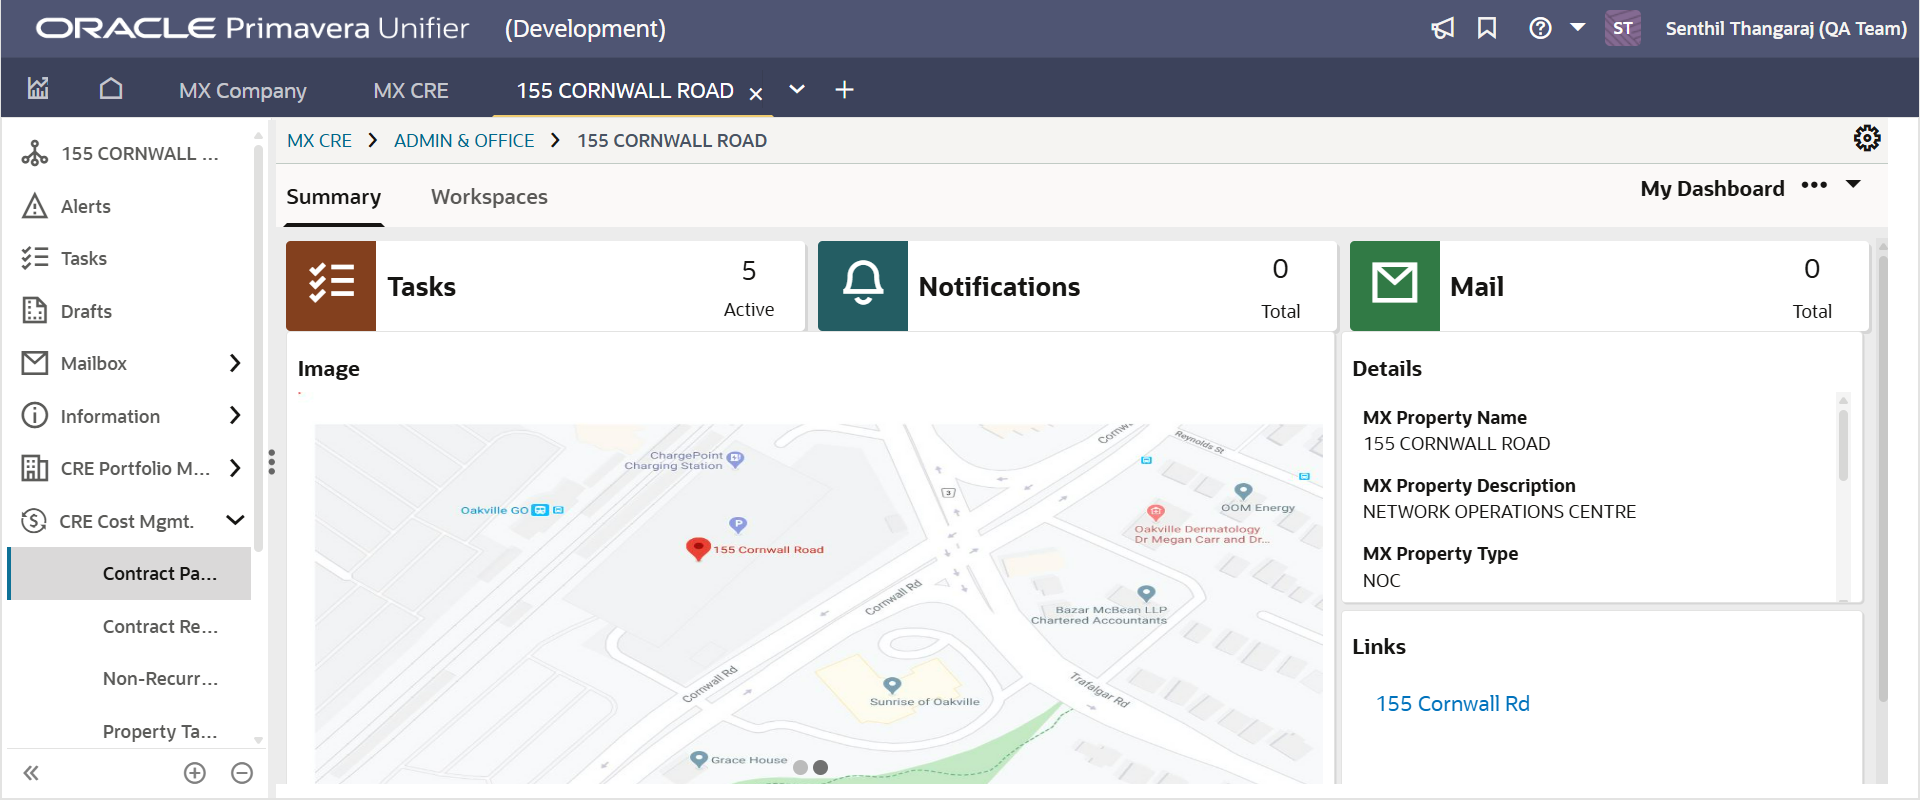 ORACLE Primavera Unifier (Development)
ST Senthil Thangaraj (QA Team)
MX Company MX CRE 155 CORNWALL ROAD
155 CORNWALL ...
Alerts
Tasks
Drafts
Mailbox
Information
CRE Portfolio M...
CRE Cost Mgmt.
Contract Pa...
Contract Re...
Non-Recurr...
Property Ta...
MX CRE ADMIN & OFFICE 155 CORNWALL ROAD
Summary Workspaces
My Dashboard
Tasks
5
Active
Notifications
0
Total
Mail
0
Total
Image
ChargePoint
Charging Station
Oakville GO
P
155 Cornwall Road
3
Cornw
Reynolds St
OOM Energy
Oakville Dermatology
Dr Megan Carr and Dr...
Cornwall Rd
Bazar McBean LLP
Chartered Accountants
Cornwall Rd
Sunrise of Oakville
Trafalgar Rd
Grace House
Details
MX Property Name
155 CORNWALL ROAD
MX Property Description
NETWORK OPERATIONS CENTRE
MX Property Type
NOC
Links
155 Cornwall Rd